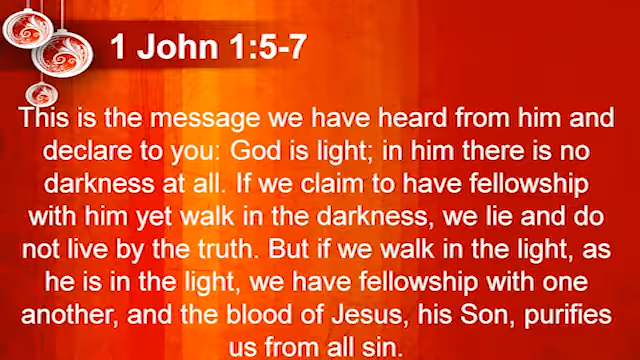 1 John 1:5-7
This is the message we have heard from him and
declare to you: God is light; in him there is no
darkness at all. If we claim to have fellowship
with him yet walk in the darkness, we lie and do
not live by the truth. But if we walk in the light, as
he is in the light, we have fellowship with one
another, and the blood of Jesus, his Son, purifies
us from all sin.